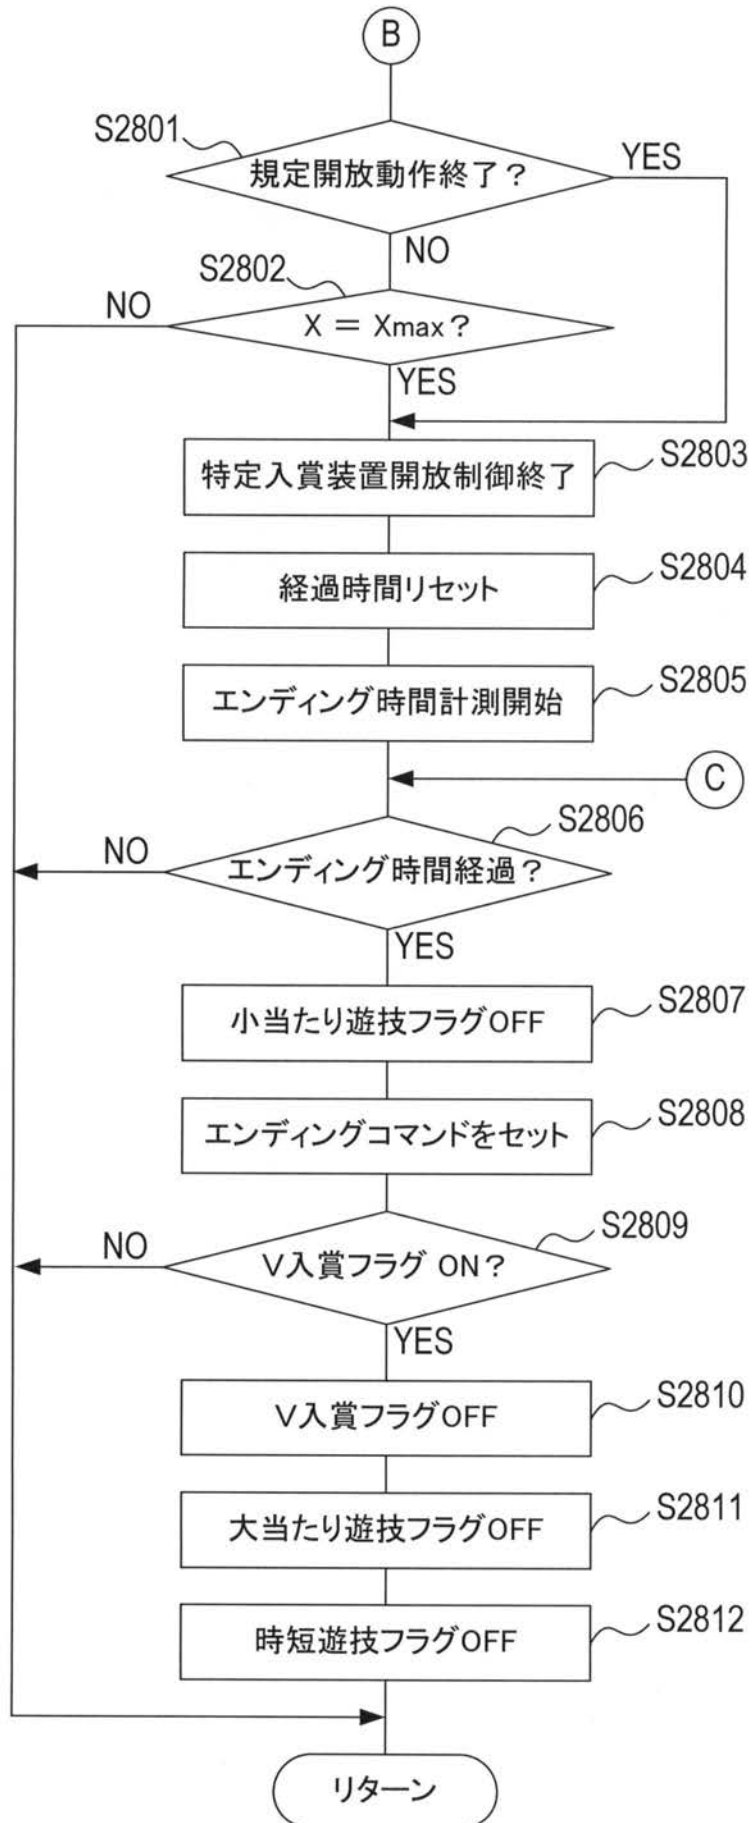 B
S2801
規定開放動作終了？
YES
NO
S2802
NO
X = Xmax？
YES
特定入賞装置開放制御終了
S2803
経過時間リセット
S2804
エンディング時間計測開始
S2805
C
S2806
NO
エンディング時間経過？
YES
小当たり遊技フラグOFF
S2807
エンディングコマンドをセット
S2808
S2809
NO
V入賞フラグ ON？
YES
V入賞フラグOFF
S2810
大当たり遊技フラグOFF
S2811
時短遊技フラグOFF
S2812
リターン